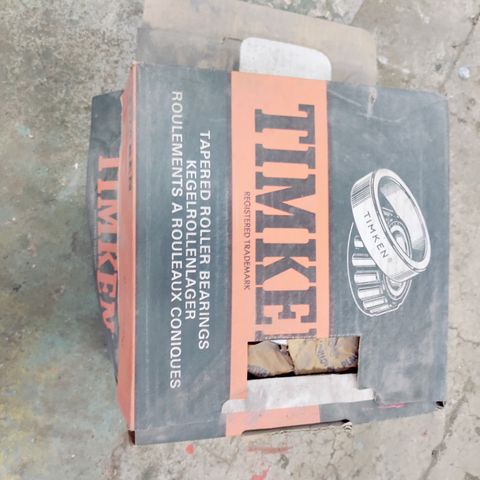 TIMKEN
REGISTERED TRADEMARK
TAPERED ROLLER BEARINGS
KEGELROLLENLAGER
ROULEMENTS A ROULEAUX CONIQUES
TIMKEN
TIMKEN